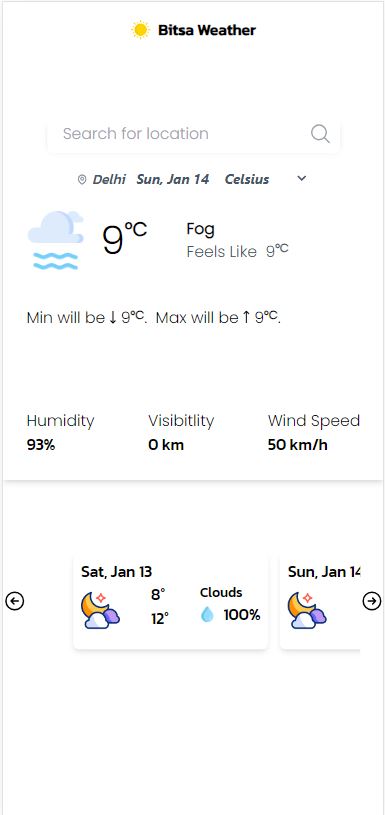 Bitsa Weather
Search for location
Delhi Sun, Jan 14 Celsius
9°C
Fog
Feels Like 9°C
Min will be ↓ 9°C. Max will be ↑ 9°C.
Humidity Visibitlity Wind Speed
93% 0 km 50 km/h
Sat, Jan 13
8°
12°
Clouds
100%
Sun, Jan 14